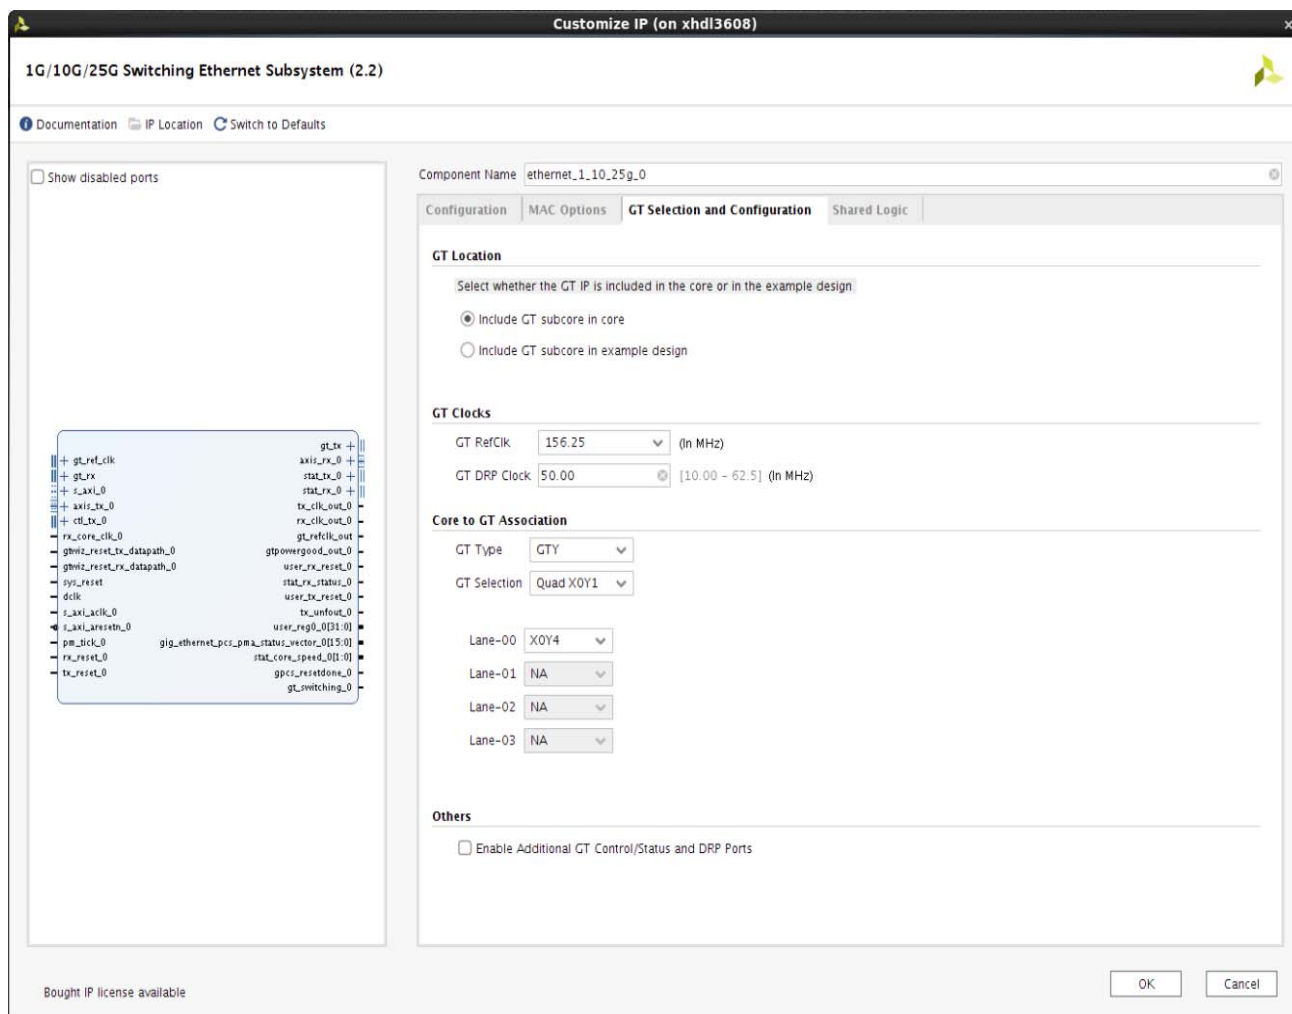 Customize IP (on xhdl3608)
1G/10G/25G Switching Ethernet Subsystem (2.2)
Documentation IP Location Switch to Defaults
Show disabled ports
gt_ref_clk
gt_rx
s_axi_0
axis_tx_0
ctl_tx_0
rx_core_clk_0
gtwiz_reset_tx_datapath_0
gtwiz_reset_rx_datapath_0
sys_reset
dclk
s_axi_aclk_0
s_axi_aresetn_0
pm_tick_0
rx_reset_0
tx_reset_0
gt_tx
axis_rx_0
stat_tx_0
stat_rx_0
tx_clk_out_0
rx_clk_out_0
gt_refclk_out
gtpowergood_out_0
user_rx_reset_0
stat_rx_status_0
user_tx_reset_0
tx_unfout_0
user_reg0_0[31:0]
gig_ethernet_pcs_pma_status_vector_0[15:0]
stat_core_speed_0[1:0]
gpcs_resetdone_0
gt_switching_0
Component Name ethernet_1_10_25g_0
Configuration MAC Options GT Selection and Configuration Shared Logic
GT Location
Select whether the GT IP is included in the core or in the example design
Include GT subcore in core
Include GT subcore in example design
GT Clocks
GT RefClk 156.25 (In MHz)
GT DRP Clock 50.00 [10.00 - 62.5] (In MHz)
Core to GT Association
GT Type GTY
GT Selection Quad X0Y1
Lane-00 X0Y4
Lane-01 NA
Lane-02 NA
Lane-03 NA
Others
Enable Additional GT Control/Status and DRP Ports
Bought IP license available
OK Cancel